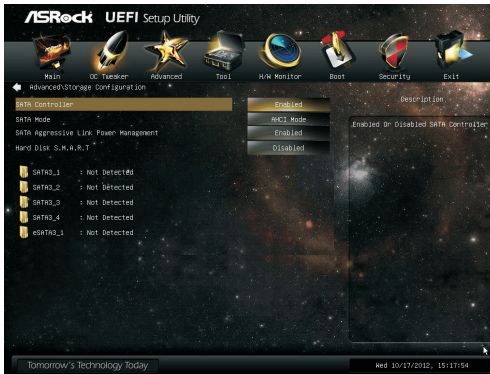 ASRock UEFI Setup Utility
Main OC Tweaker Advanced Tool H/W Monitor Boot Security Exit
Advanced\Storage Configuration
Description
SATA Controller Enabled
SATA Mode AHCI Mode
Enabled Or Disabled SATA Controller
SATA Aggressive Link Power Management Enabled
Hard Disk S.M.A.R.T Disabled
SATA3_1 : Not Detected
SATA3_2 : Not Detected
SATA3_3 : Not Detected
SATA3_4 : Not Detected
eSATA3_1 : Not Detected
Tomorrow's Technology Today
Wed 10/17/2012, 15:17:54